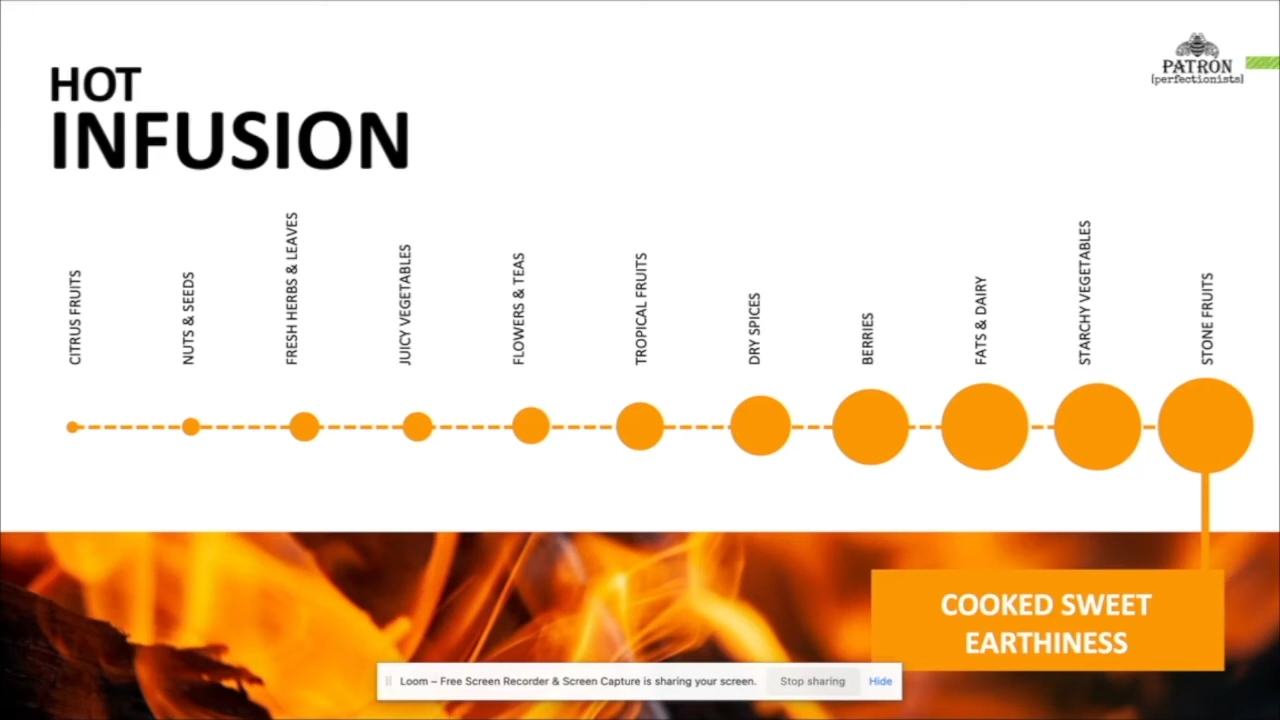 HOT
INFUSION
PATRÓN
[perfectionists]
CITRUS FRUITS
NUTS & SEEDS
FRESH HERBS & LEAVES
JUICY VEGETABLES
FLOWERS & TEAS
TROPICAL FRUITS
DRY SPICES
BERRIES
FATS & DAIRY
STARCHY VEGETABLES
STONE FRUITS
COOKED SWEET
EARTHINESS
Loom – Free Screen Recorder & Screen Capture is sharing your screen. Stop sharing Hide